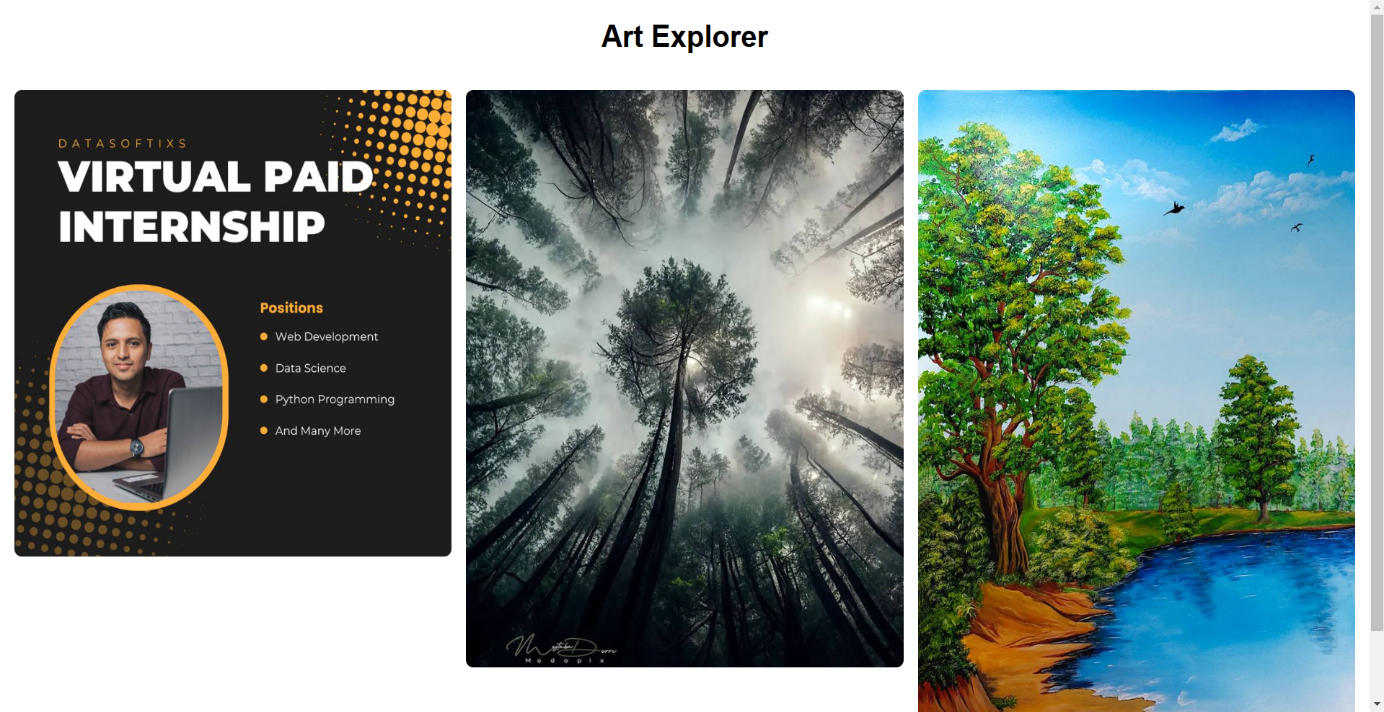 Art Explorer
DATASOFTIXS
VIRTUAL PAID
INTERNSHIP
Positions
Web Development
Data Science
Python Programming
And Many More
Modopix